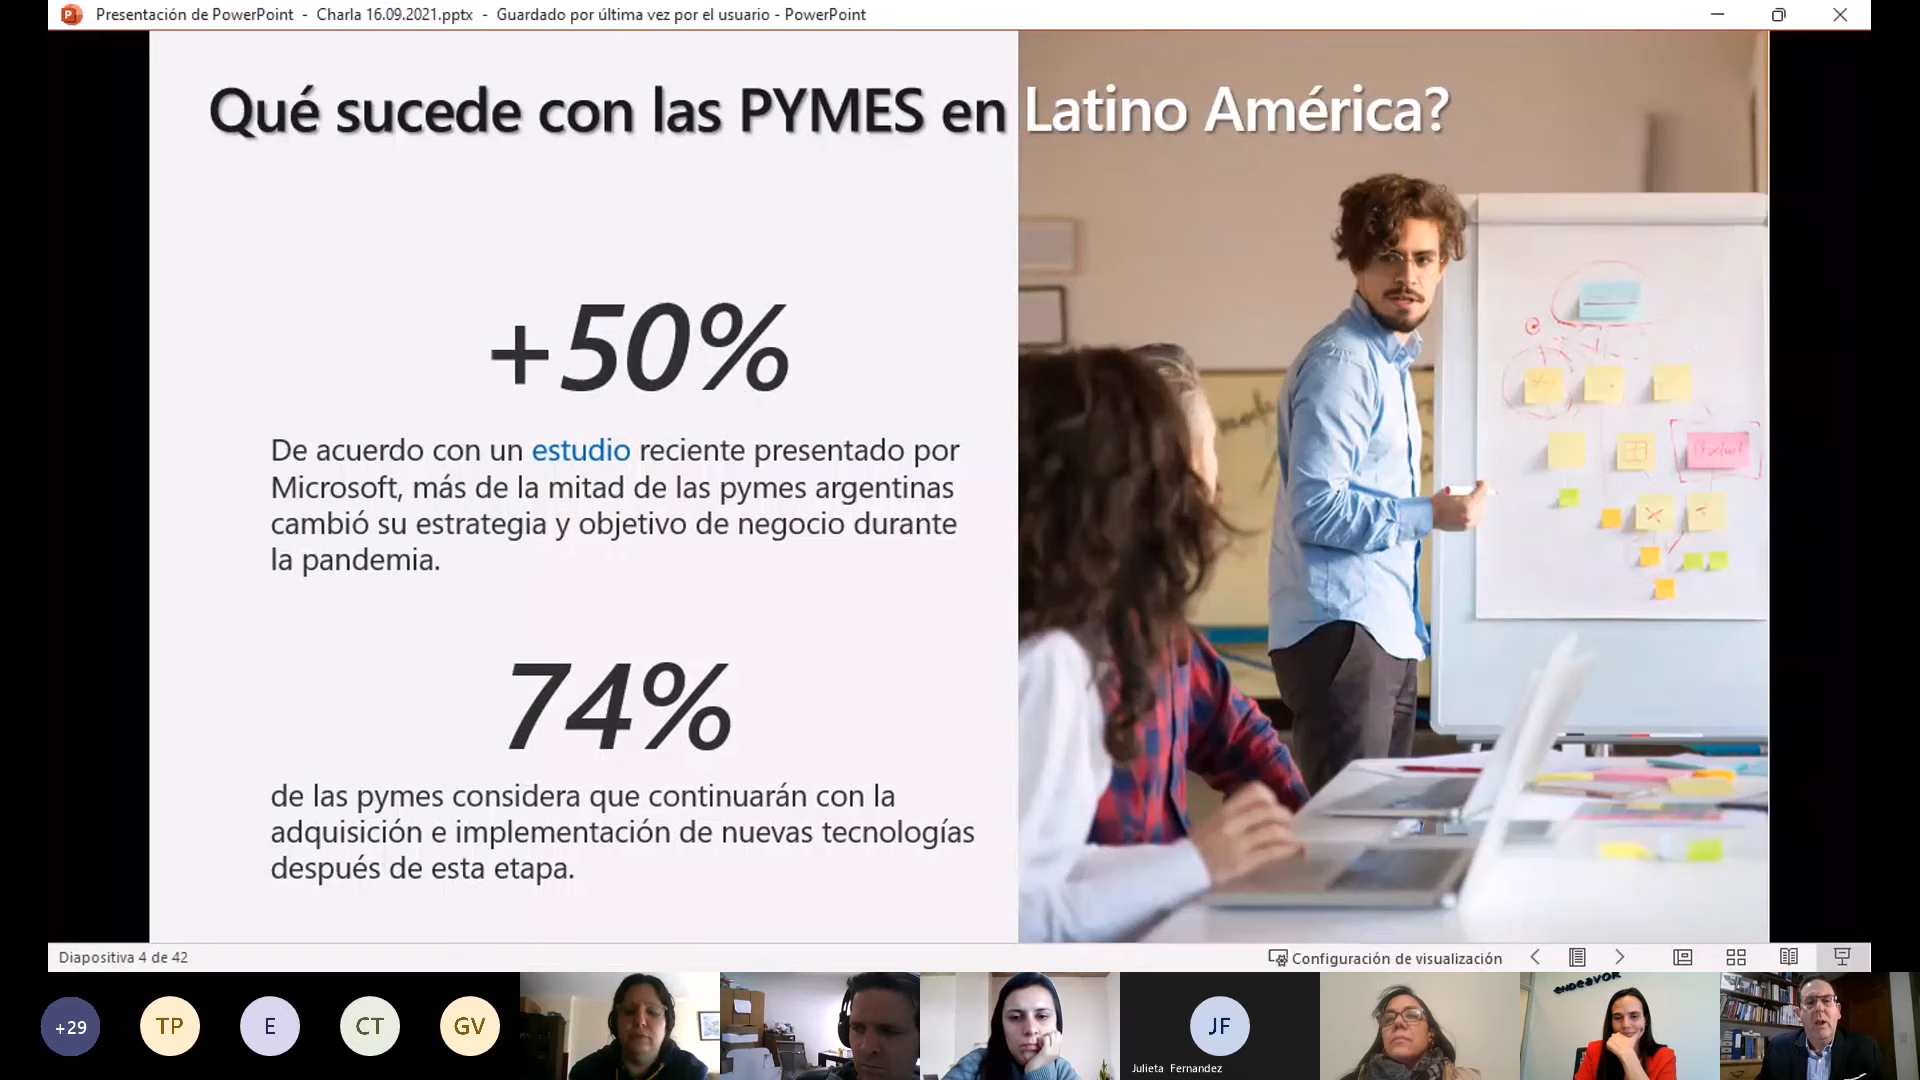 Presentación de PowerPoint - Charla 16.09.2021.pptx - Guardado por última vez por el usuario - PowerPoint
Qué sucede con las PYMES en Latino América?
+50%
De acuerdo con un estudio reciente presentado por
Microsoft, más de la mitad de las pymes argentinas
cambió su estrategia y objetivo de negocio durante
la pandemia.
74%
de las pymes considera que continuarán con la
adquisición e implementación de nuevas tecnologías
después de esta etapa.
Product
Diapositiva 4 de 42
Configuración de visualización
+29
TP
E
CT
GV
JF
Julieta Fernandez
endeavor